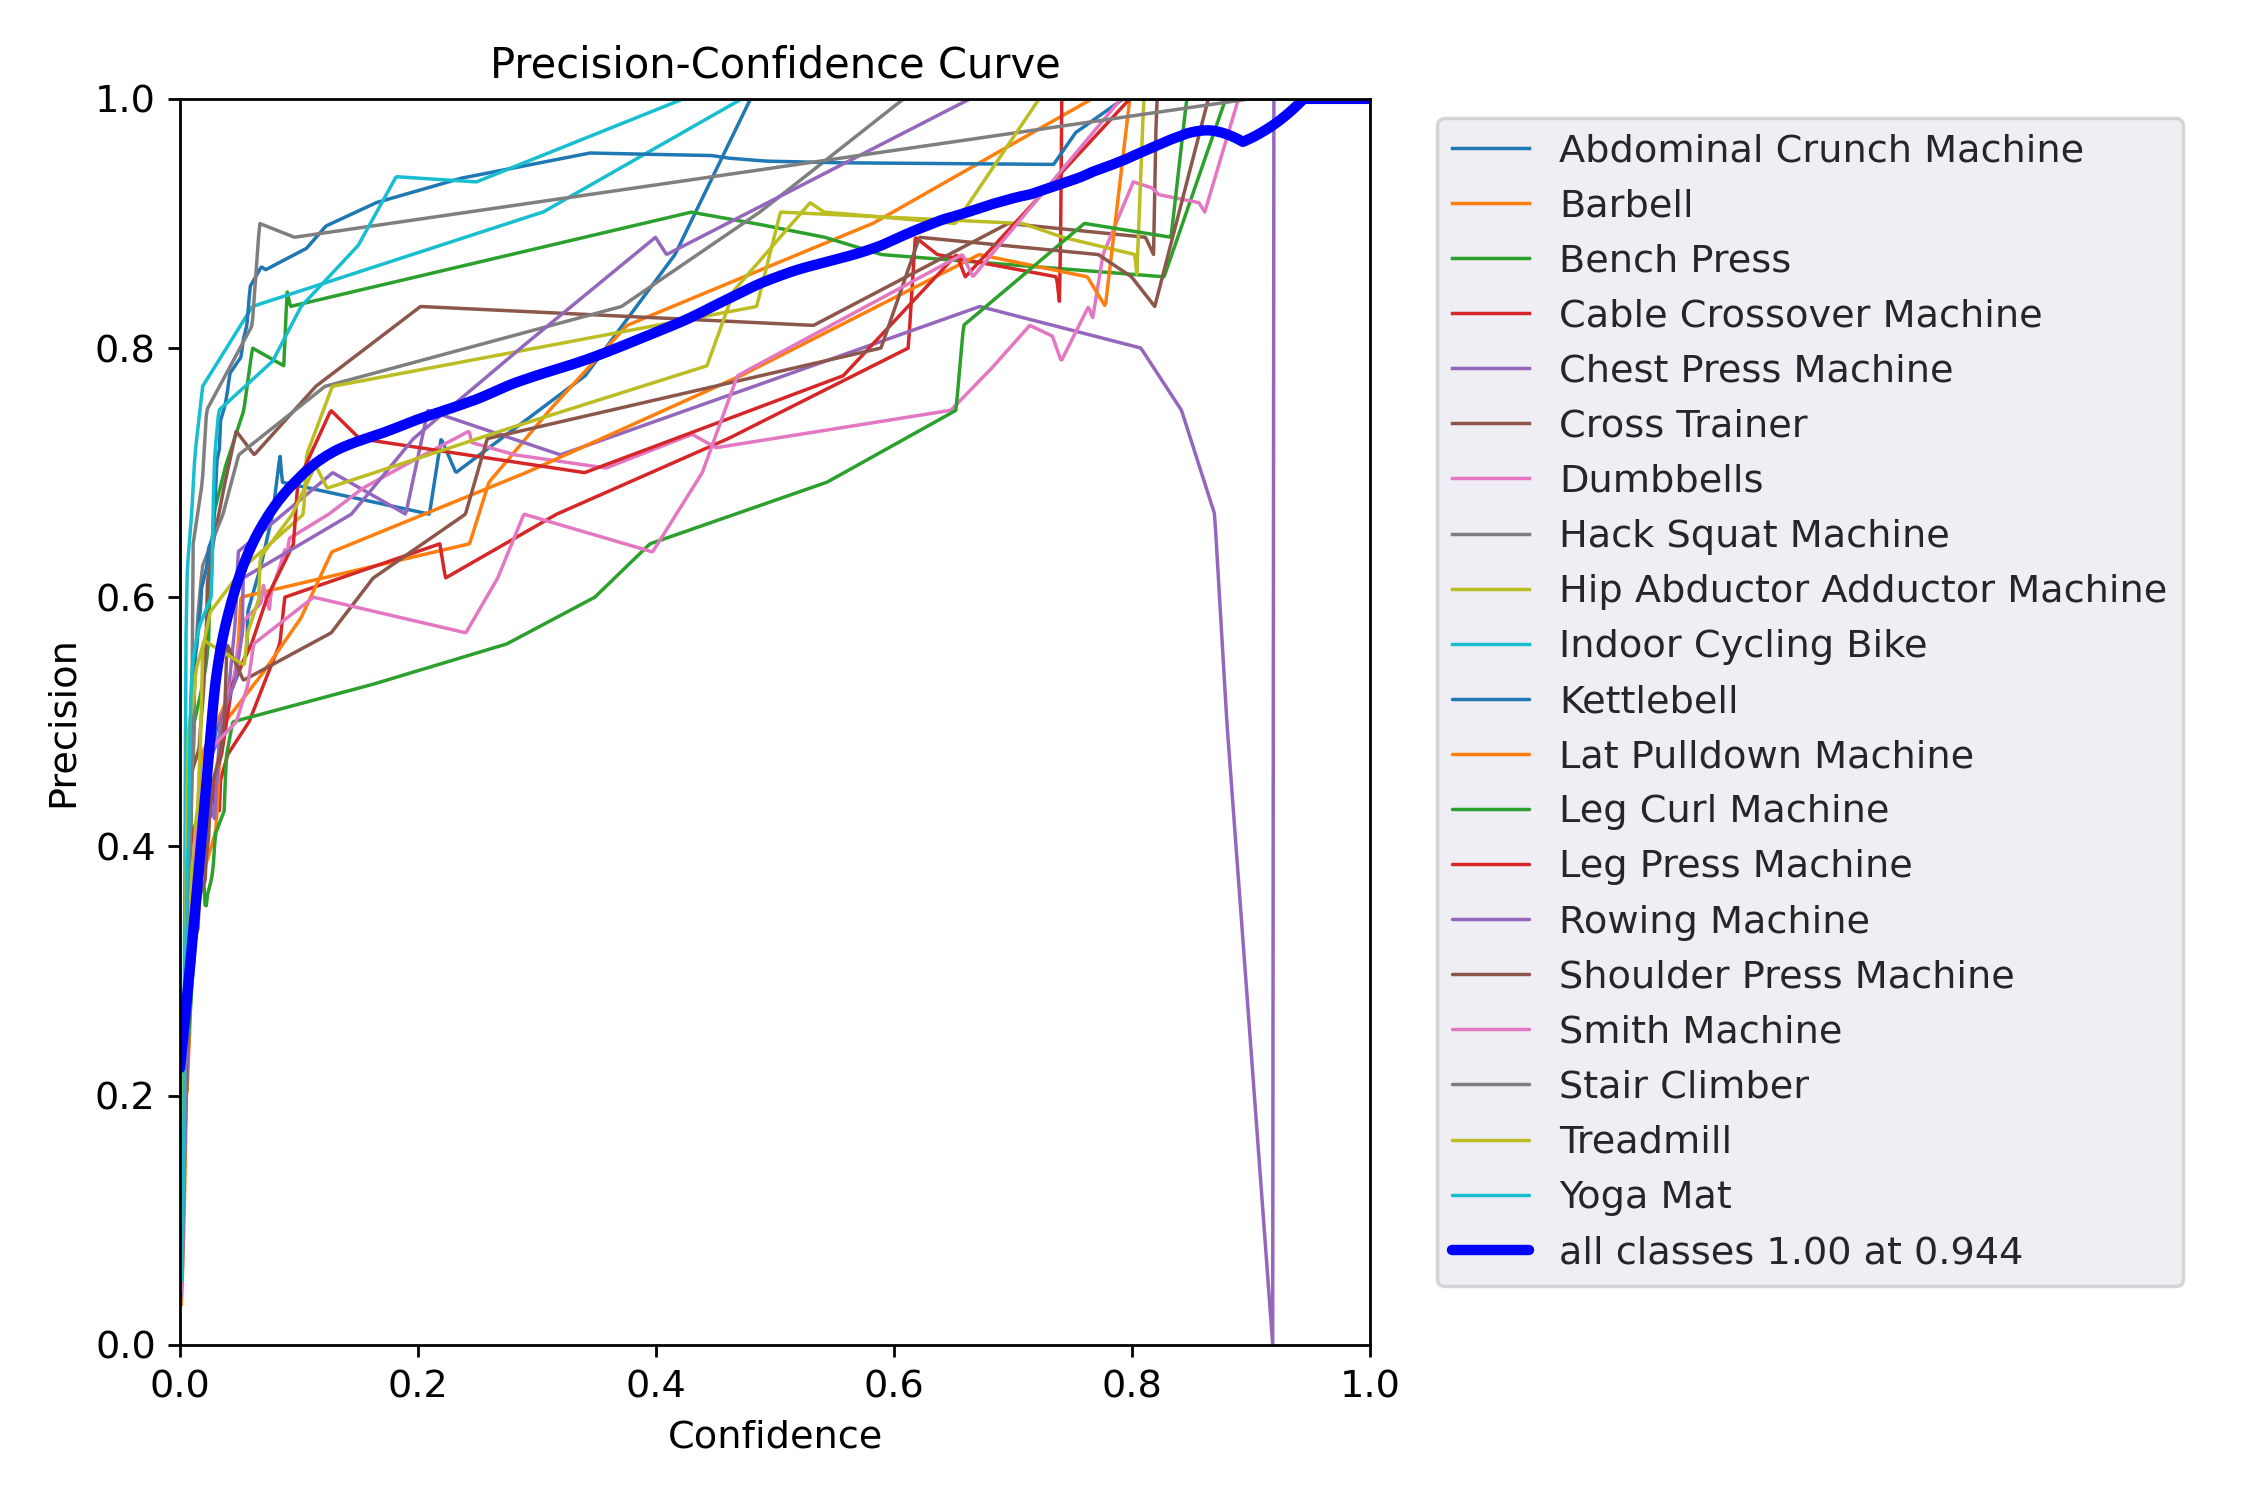 Precision-Confidence Curve
1.0
0.8
0.6
0.4
0.2
0.0
Precision
0.0 0.2 0.4 0.6 0.8 1.0
Confidence
Abdominal Crunch Machine
Barbell
Bench Press
Cable Crossover Machine
Chest Press Machine
Cross Trainer
Dumbbells
Hack Squat Machine
Hip Abductor Adductor Machine
Indoor Cycling Bike
Kettlebell
Lat Pulldown Machine
Leg Curl Machine
Leg Press Machine
Rowing Machine
Shoulder Press Machine
Smith Machine
Stair Climber
Treadmill
Yoga Mat
all classes 1.00 at 0.944